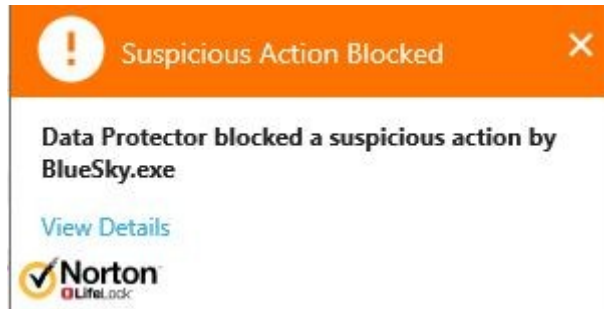 !
Suspicious Action Blocked
Data Protector blocked a suspicious action by
BlueSky.exe
View Details
Norton
LifeLock